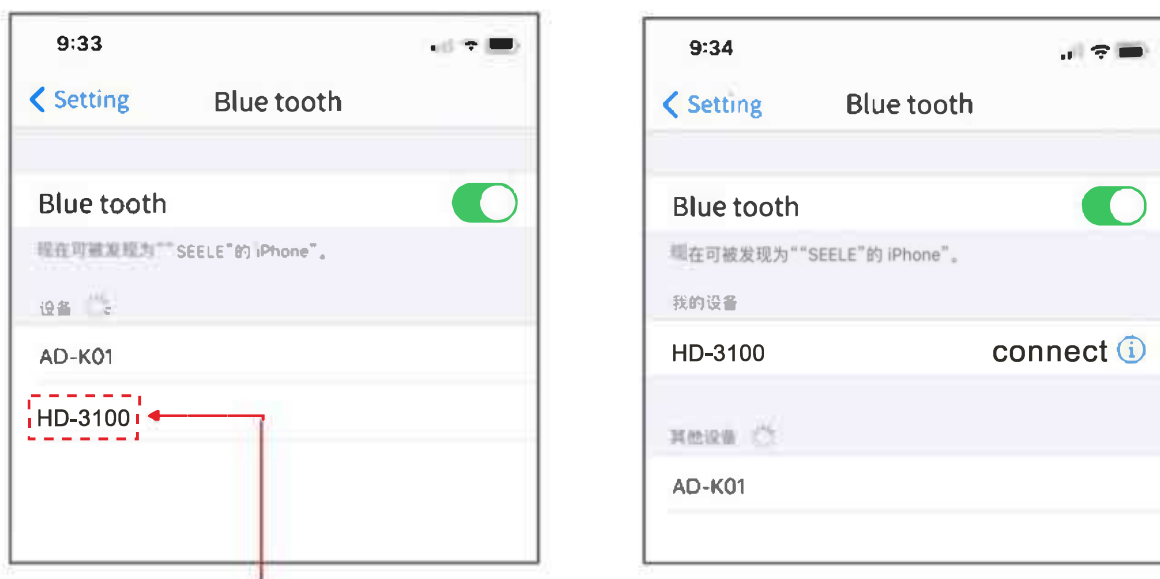 9:33
Setting
Blue tooth
Blue tooth
现在可被发现为““SEELE”的 iPhone”。
设备
AD-K01
HD-3100
9:34
Setting
Blue tooth
Blue tooth
现在可被发现为““SEELE”的 iPhone”。
我的设备
HD-3100
connect
其他设备
AD-K01